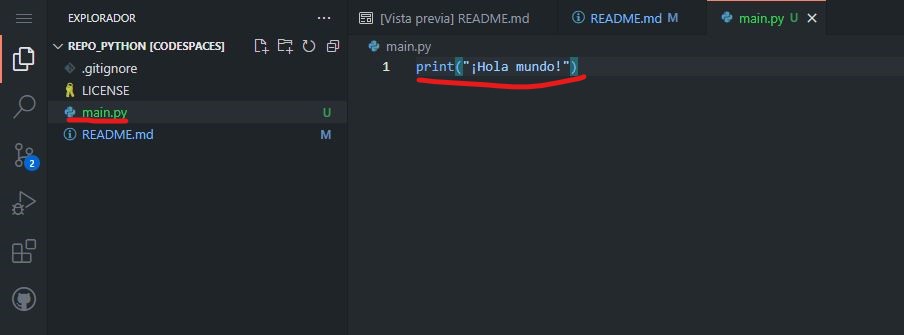 EXPLORADOR
REPO_PYTHON [CODESPACES]
.gitignore
LICENSE
main.py U
README.md M
2
[Vista previa] README.md
README.md M
main.py U
main.py
1 print("¡Hola mundo!")